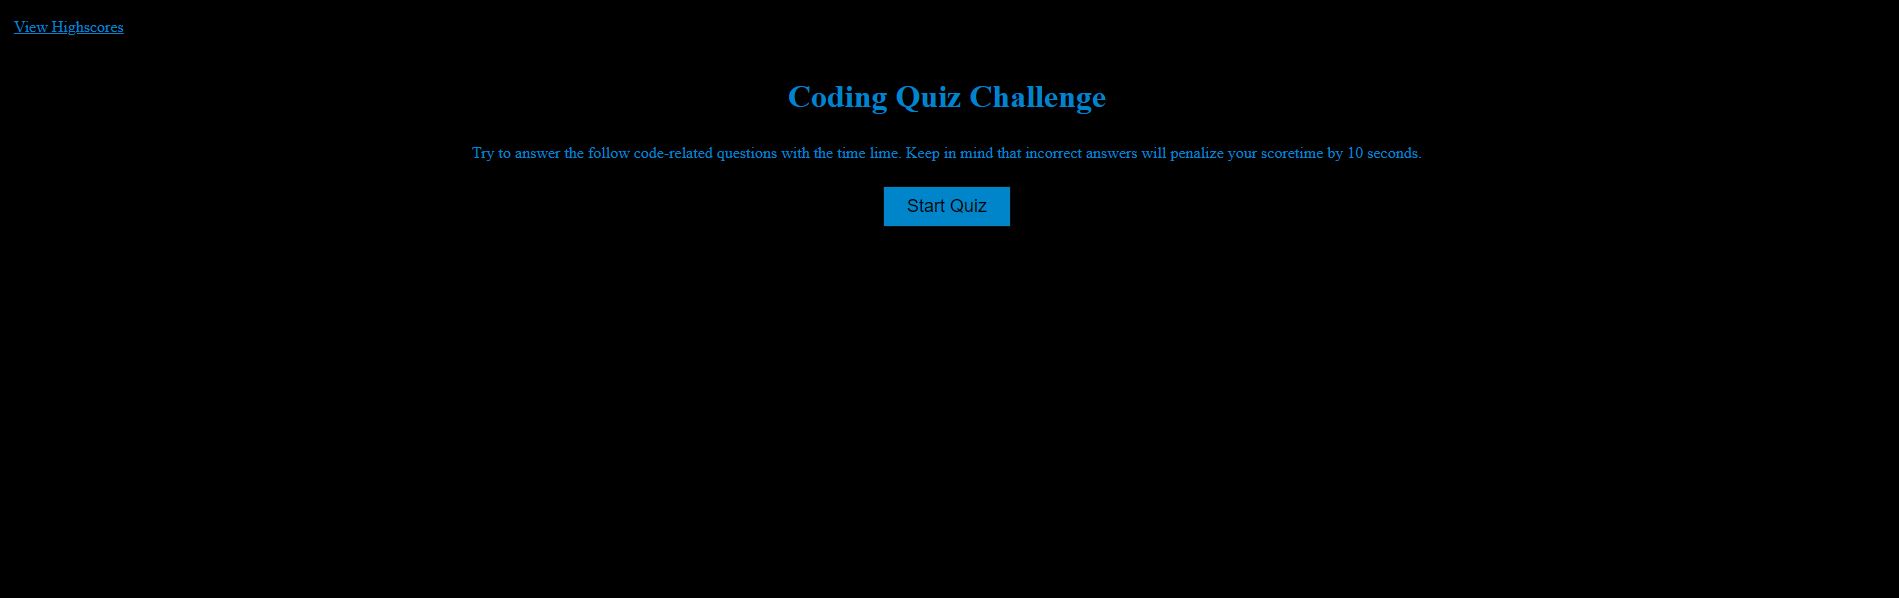 View Highscores
Coding Quiz Challenge
Try to answer the follow code-related questions with the time lime. Keep in mind that incorrect answers will penalize your scoretime by 10 seconds.
Start Quiz